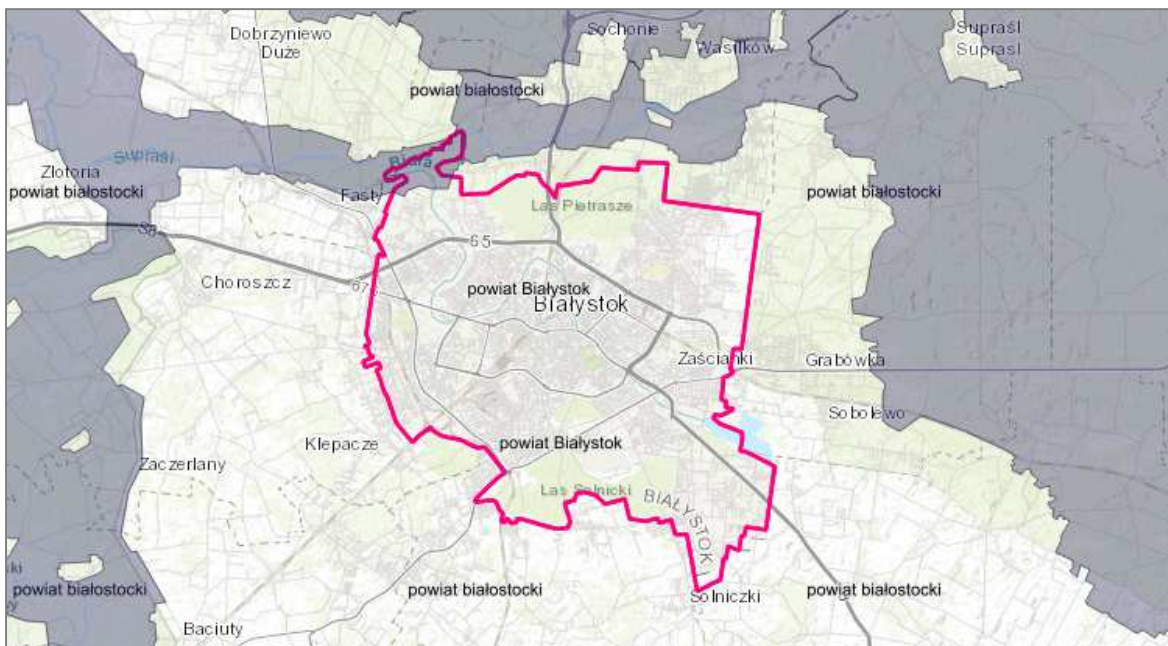 Dobrzyniewo
Duże
Sochonie
Wasilków
Supraśl
Supraśl
powiat białostocki
Supraśl
Biała
Złotoria
powiat białostocki
Fasty
Las Pietrasze
powiat białostocki
S8
65
Choroszcz
powiat Białystok
Białystok
Zaścianki
Grabówka
Sobolewo
Klepacze
powiat Białystok
Zaczerlany
Las Solnicki
BIAŁYSTOK
powiat białostocki
powiat białostocki
Solniczki
powiat białostocki
Baciuty